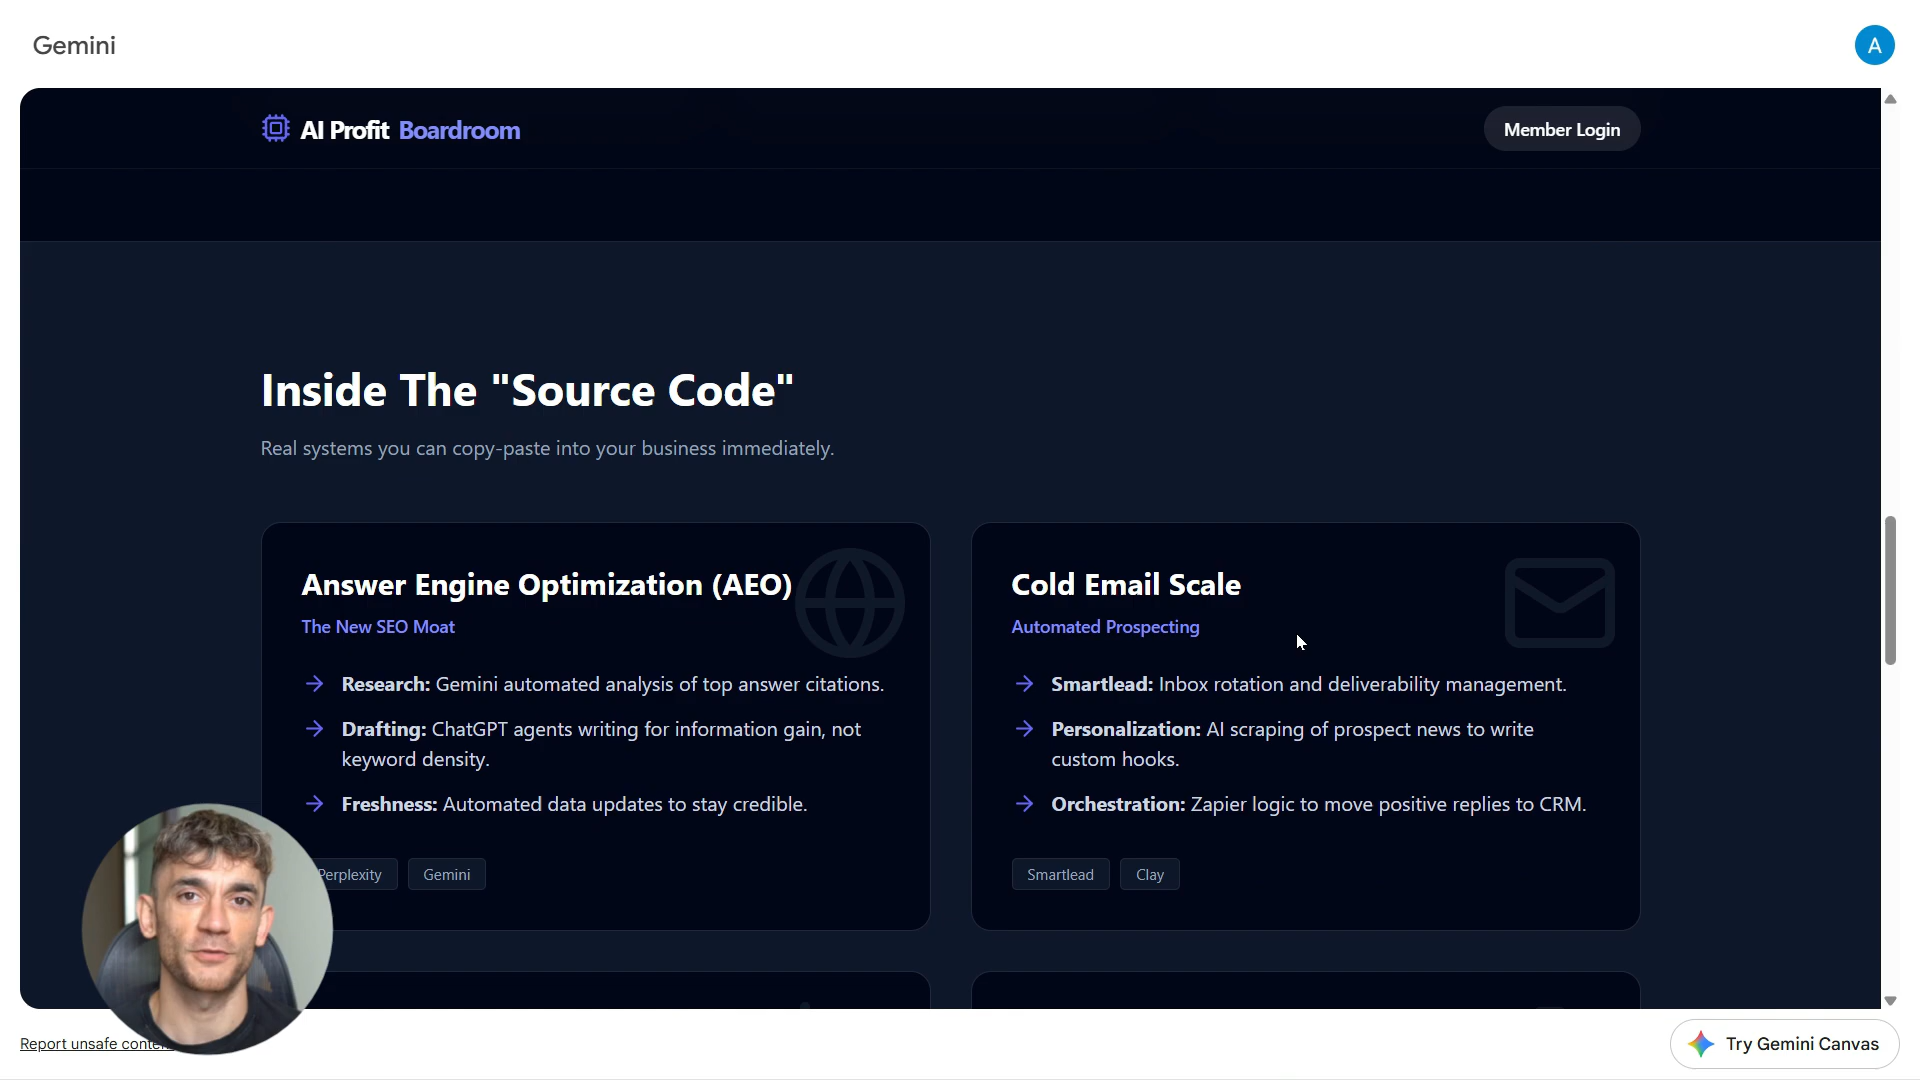 Gemini
A
AI Profit Boardroom
Member Login
Inside The "Source Code"
Real systems you can copy-paste into your business immediately.
Answer Engine Optimization (AEO)
The New SEO Moat
Research: Gemini automated analysis of top answer citations.
Drafting: ChatGPT agents writing for information gain, not
keyword density.
Freshness: Automated data updates to stay credible.
Perplexity
Gemini
Cold Email Scale
Automated Prospecting
Smartlead: Inbox rotation and deliverability management.
Personalization: AI scraping of prospect news to write
custom hooks.
Orchestration: Zapier logic to move positive replies to CRM.
Smartlead
Clay
Report unsafe content
Try Gemini Canvas